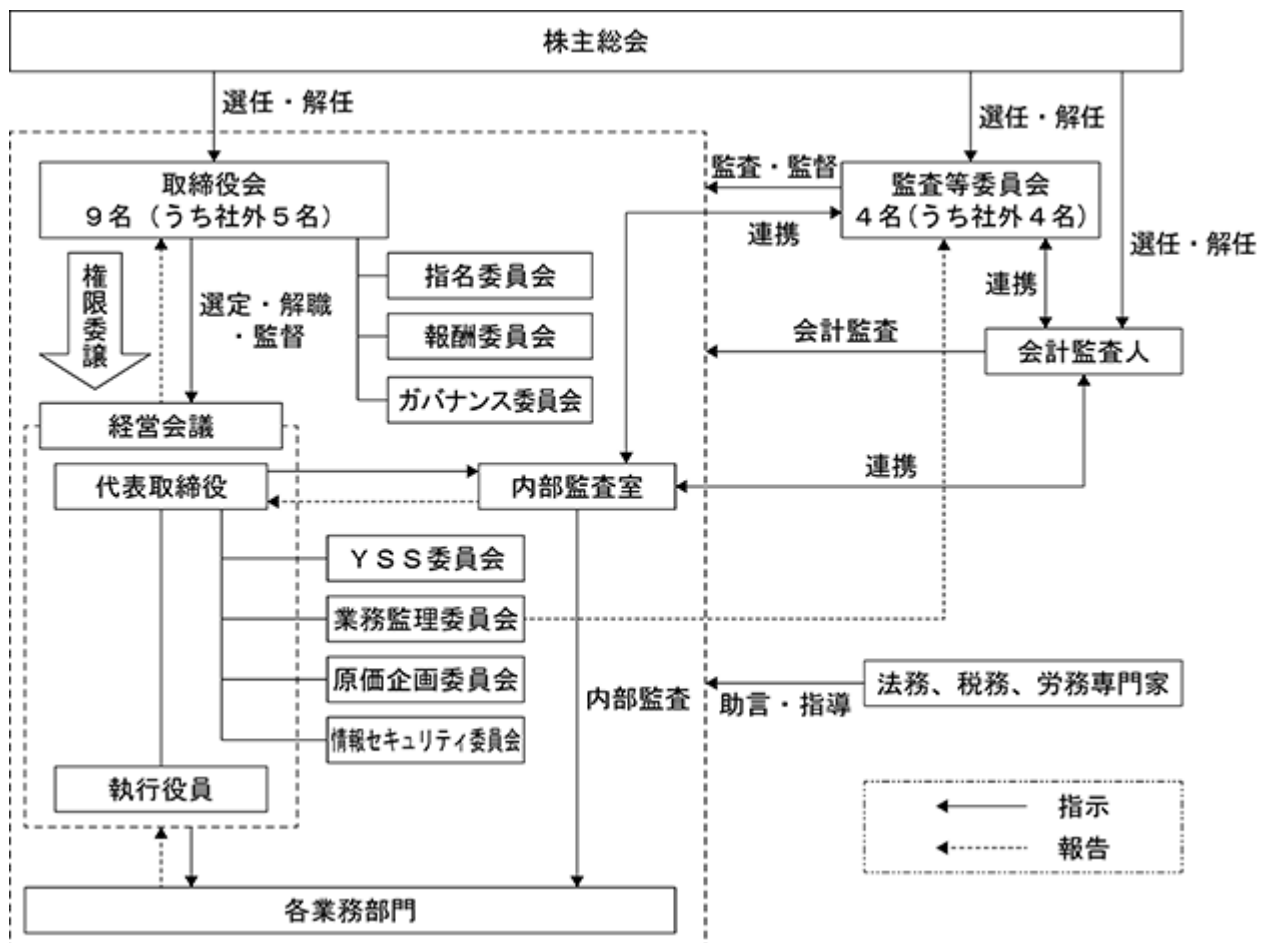 株主総会
選任・解任
選任・解任
選任・解任
取締役会
９名（うち社外５名）
監査・監督
監査等委員会
４名（うち社外４名）
連携
連携
権限委譲
選定・解職
・監督
指名委員会
報酬委員会
ガバナンス委員会
会計監査
会計監査人
経営会議
代表取締役
内部監査室
連携
ＹＳＳ委員会
業務監理委員会
原価企画委員会
情報セキュリティ委員会
内部監査
助言・指導
法務、税務、労務専門家
執行役員
指示
報告
各業務部門